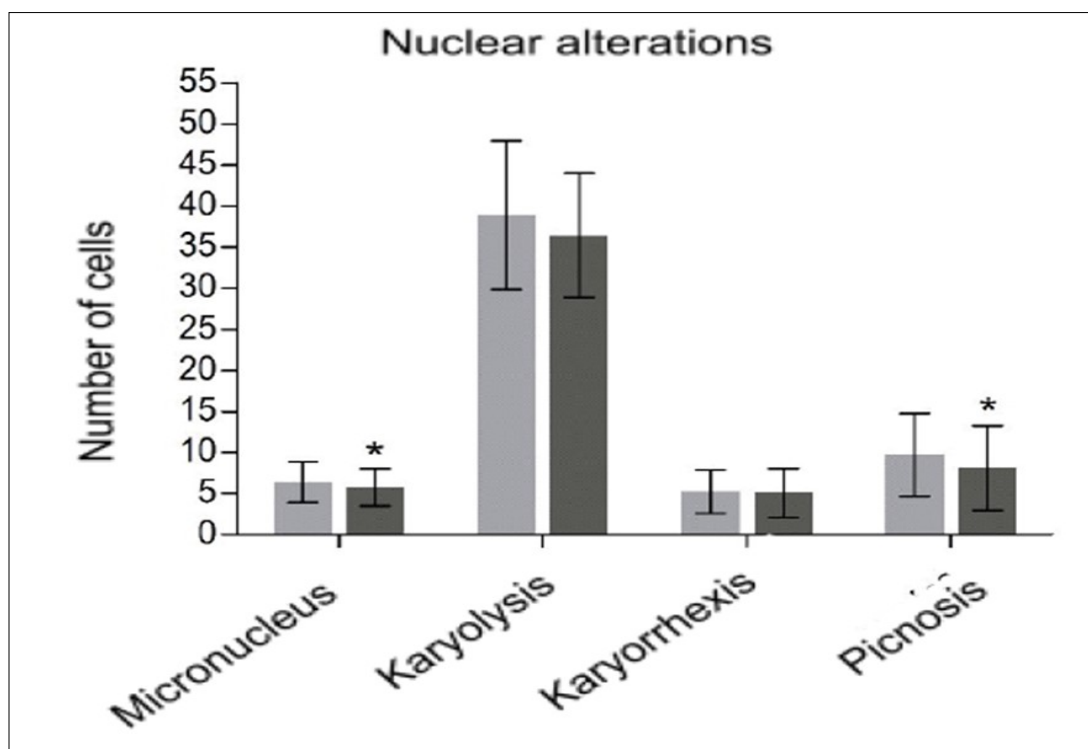 Nuclear alterations
Number of cells
55
50
45
40
35
30
25
20
15
10
5
0
*
*
Micronucleus
Karyolysis
Karyorrhexis
Picnosis